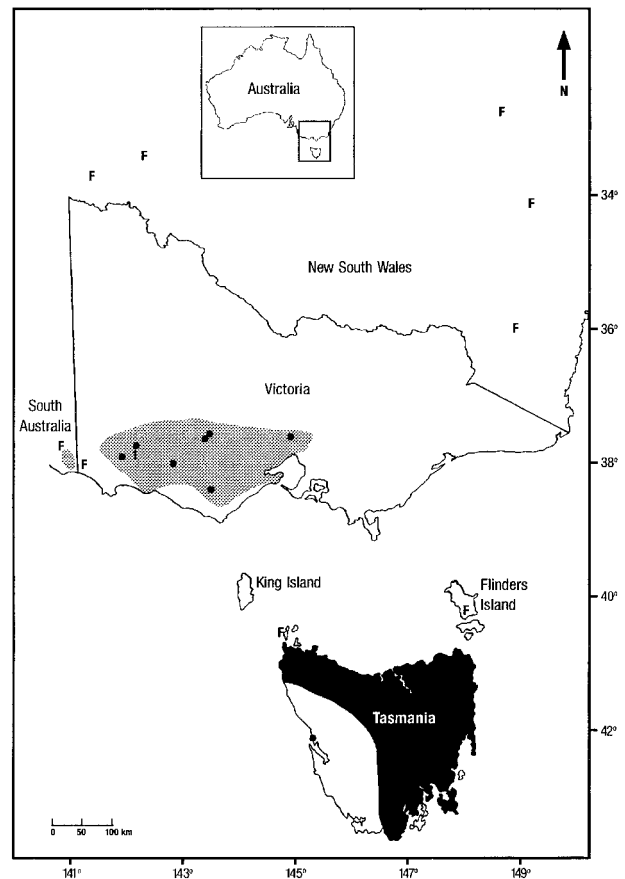 Australia
N
F
F
F
F
34°
New South Wales
F
36°
Victoria
South
Australia
F
F
38°
King Island
Flinders
Island
F
40°
F
Tasmania
42°
0 50 100 km
141°
143°
145°
147°
149°